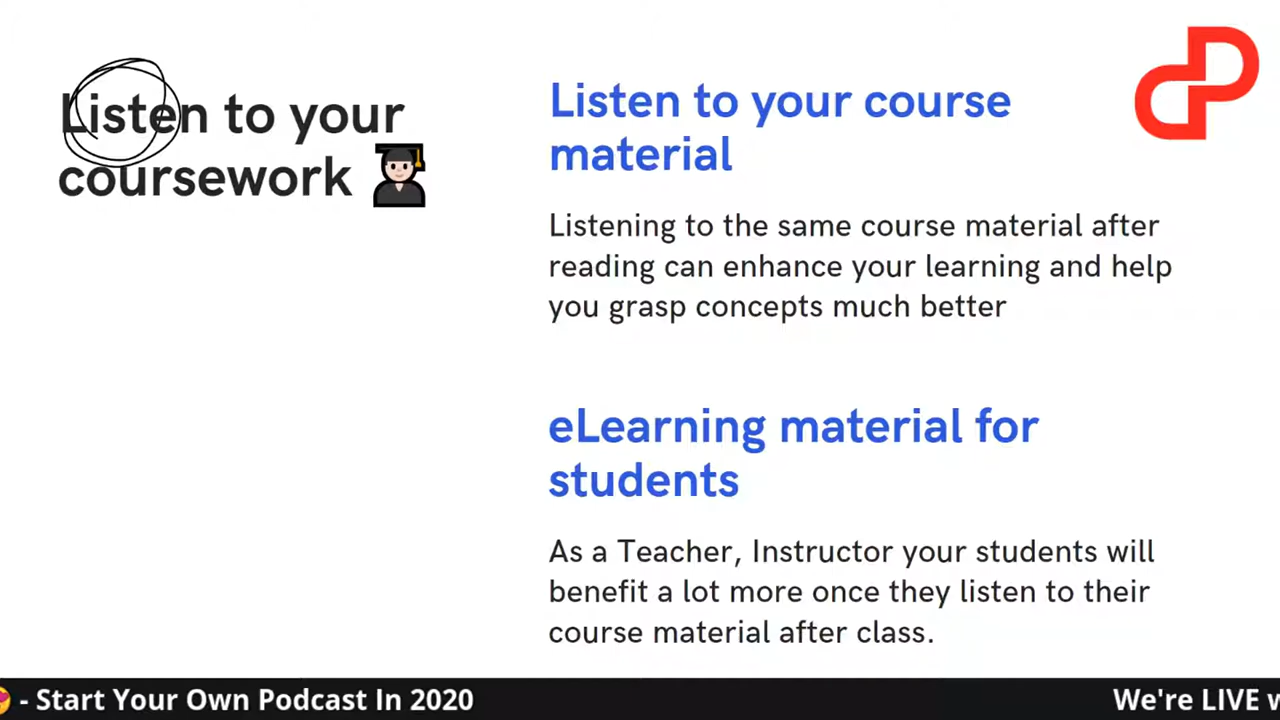 Listen to your
coursework
Listen to your course
material
Listening to the same course material after
reading can enhance your learning and help
you grasp concepts much better
eLearning material for
students
As a Teacher, Instructor your students will
benefit a lot more once they listen to their
course material after class.
- Start Your Own Podcast In 2020
We're LIVE